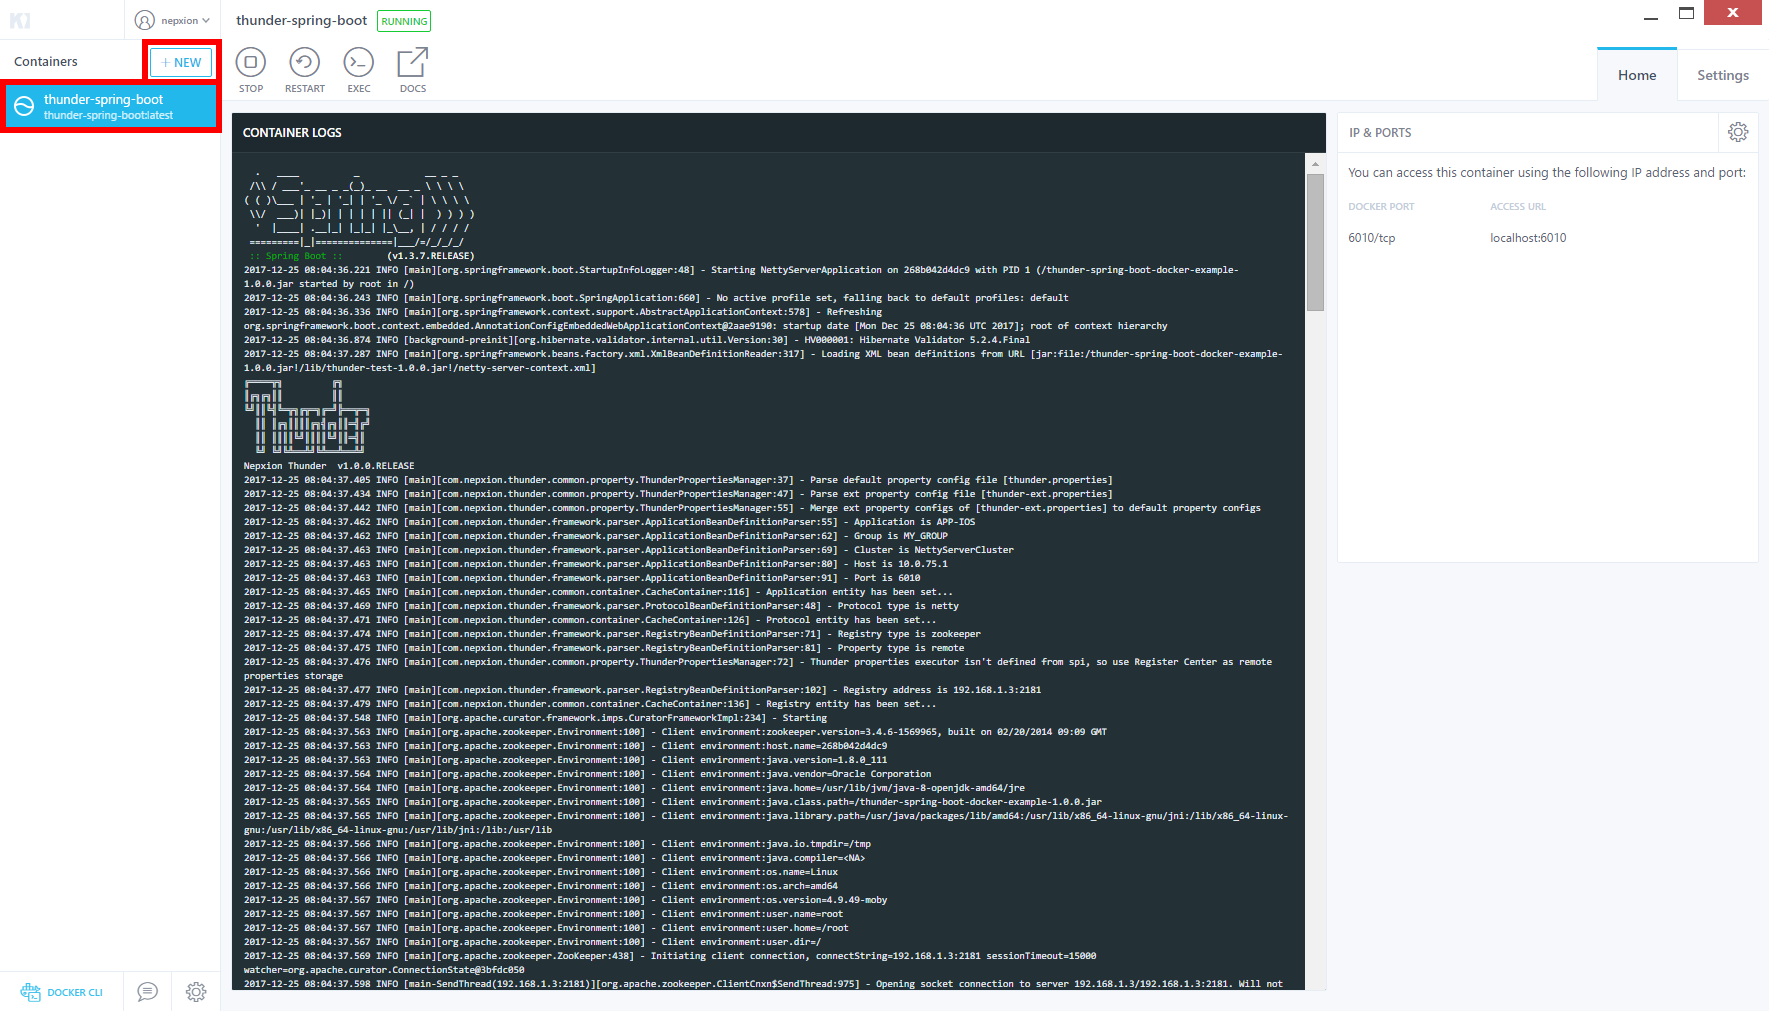 nepxion
thunder-spring-boot RUNNING
Containers
+ NEW
thunder-spring-boot
thunder-spring-boot:latest
STOP RESTART EXEC DOCS
Home Settings
CONTAINER LOGS
:: Spring Boot :: (v1.3.7.RELEASE)
2017-12-25 08:04:36.221 INFO [main][org.springframework.boot.StartupInfoLogger:48] - Starting NettyServerApplication on 268b042d4dc9 with PID 1 (/thunder-spring-boot-docker-example-
1.0.0.jar started by root in /)
2017-12-25 08:04:36.243 INFO [main][org.springframework.boot.SpringApplication:660] - No active profile set, falling back to default profiles: default
2017-12-25 08:04:36.336 INFO [main][org.springframework.context.support.AbstractApplicationContext:578] - Refreshing
org.springframework.boot.context.embedded.AnnotationConfigEmbeddedWebApplicationContext@2aae9190: startup date [Mon Dec 25 08:04:36 UTC 2017]; root of context hierarchy
2017-12-25 08:04:36.874 INFO [background-preinit][org.hibernate.validator.internal.util.Version:30] - HV000001: Hibernate Validator 5.2.4.Final
2017-12-25 08:04:37.287 INFO [main][org.springframework.beans.factory.xml.XmlBeanDefinitionReader:317] - Loading XML bean definitions from URL [jar:file:/thunder-spring-boot-docker-example-
1.0.0.jar!/lib/thunder-test-1.0.0.jar!/netty-server-context.xml]
Thunder
Nepxion Thunder v1.0.0.RELEASE
2017-12-25 08:04:37.405 INFO [main][com.nepxion.thunder.common.property.ThunderPropertiesManager:37] - Parse default property config file [thunder.properties]
2017-12-25 08:04:37.434 INFO [main][com.nepxion.thunder.common.property.ThunderPropertiesManager:47] - Parse ext property config file [thunder-ext.properties]
2017-12-25 08:04:37.442 INFO [main][com.nepxion.thunder.common.property.ThunderPropertiesManager:55] - Merge ext property configs of [thunder-ext.properties] to default property configs
2017-12-25 08:04:37.462 INFO [main][com.nepxion.thunder.framework.parser.ApplicationBeanDefinitionParser:55] - Application is APP-IOS
2017-12-25 08:04:37.462 INFO [main][com.nepxion.thunder.framework.parser.ApplicationBeanDefinitionParser:62] - Group is MY_GROUP
2017-12-25 08:04:37.463 INFO [main][com.nepxion.thunder.framework.parser.ApplicationBeanDefinitionParser:69] - Cluster is NettyServerCluster
2017-12-25 08:04:37.463 INFO [main][com.nepxion.thunder.framework.parser.ApplicationBeanDefinitionParser:80] - Host is 10.0.75.1
2017-12-25 08:04:37.463 INFO [main][com.nepxion.thunder.framework.parser.ApplicationBeanDefinitionParser:91] - Port is 6010
2017-12-25 08:04:37.465 INFO [main][com.nepxion.thunder.common.container.CacheContainer:116] - Application entity has been set...
2017-12-25 08:04:37.469 INFO [main][com.nepxion.thunder.framework.parser.ProtocolBeanDefinitionParser:48] - Protocol type is netty
2017-12-25 08:04:37.471 INFO [main][com.nepxion.thunder.common.container.CacheContainer:126] - Protocol entity has been set...
2017-12-25 08:04:37.474 INFO [main][com.nepxion.thunder.framework.parser.RegistryBeanDefinitionParser:71] - Registry type is zookeeper
2017-12-25 08:04:37.475 INFO [main][com.nepxion.thunder.framework.parser.RegistryBeanDefinitionParser:81] - Property type is remote
2017-12-25 08:04:37.476 INFO [main][com.nepxion.thunder.common.property.ThunderPropertiesManager:72] - Thunder properties executor isn't defined from spi, so use Register Center as remote
properties storage
2017-12-25 08:04:37.477 INFO [main][com.nepxion.thunder.framework.parser.RegistryBeanDefinitionParser:102] - Registry address is 192.168.1.3:2181
2017-12-25 08:04:37.479 INFO [main][com.nepxion.thunder.common.container.CacheContainer:136] - Registry entity has been set...
2017-12-25 08:04:37.548 INFO [main][org.apache.curator.framework.imps.CuratorFrameworkImpl:234] - Starting
2017-12-25 08:04:37.563 INFO [main][org.apache.zookeeper.Environment:100] - Client environment:zookeeper.version=3.4.6-1569965, built on 02/20/2014 09:09 GMT
2017-12-25 08:04:37.563 INFO [main][org.apache.zookeeper.Environment:100] - Client environment:host.name=268b042d4dc9
2017-12-25 08:04:37.563 INFO [main][org.apache.zookeeper.Environment:100] - Client environment:java.version=1.8.0_111
2017-12-25 08:04:37.564 INFO [main][org.apache.zookeeper.Environment:100] - Client environment:java.vendor=Oracle Corporation
2017-12-25 08:04:37.564 INFO [main][org.apache.zookeeper.Environment:100] - Client environment:java.home=/usr/lib/jvm/java-8-openjdk-amd64/jre
2017-12-25 08:04:37.565 INFO [main][org.apache.zookeeper.Environment:100] - Client environment:java.class.path=/thunder-spring-boot-docker-example-1.0.0.jar
2017-12-25 08:04:37.565 INFO [main][org.apache.zookeeper.Environment:100] - Client environment:java.library.path=/usr/java/packages/lib/amd64:/usr/lib/x86_64-linux-gnu/jni:/lib/x86_64-linux-
gnu:/usr/lib/x86_64-linux-gnu:/usr/lib/jni:/lib:/usr/lib
2017-12-25 08:04:37.566 INFO [main][org.apache.zookeeper.Environment:100] - Client environment:java.io.tmpdir=/tmp
2017-12-25 08:04:37.566 INFO [main][org.apache.zookeeper.Environment:100] - Client environment:java.compiler=<NA>
2017-12-25 08:04:37.566 INFO [main][org.apache.zookeeper.Environment:100] - Client environment:os.name=Linux
2017-12-25 08:04:37.566 INFO [main][org.apache.zookeeper.Environment:100] - Client environment:os.arch=amd64
2017-12-25 08:04:37.567 INFO [main][org.apache.zookeeper.Environment:100] - Client environment:os.version=4.9.49-moby
2017-12-25 08:04:37.567 INFO [main][org.apache.zookeeper.Environment:100] - Client environment:user.name=root
2017-12-25 08:04:37.567 INFO [main][org.apache.zookeeper.Environment:100] - Client environment:user.home=/root
2017-12-25 08:04:37.567 INFO [main][org.apache.zookeeper.Environment:100] - Client environment:user.dir=/
2017-12-25 08:04:37.569 INFO [main][org.apache.zookeeper.ZooKeeper:438] - Initiating client connection, connectString=192.168.1.3:2181 sessionTimeout=15000
watcher=org.apache.curator.ConnectionState@3bfdc050
2017-12-25 08:04:37.598 INFO [main-SendThread(192.168.1.3:2181)][org.apache.zookeeper.ClientCnxn$SendThread:975] - Opening socket connection to server 192.168.1.3/192.168.1.3:2181. Will not
IP & PORTS
You can access this container using the following IP address and port:
DOCKER PORT ACCESS URL
6010/tcp localhost:6010
DOCKER CLI